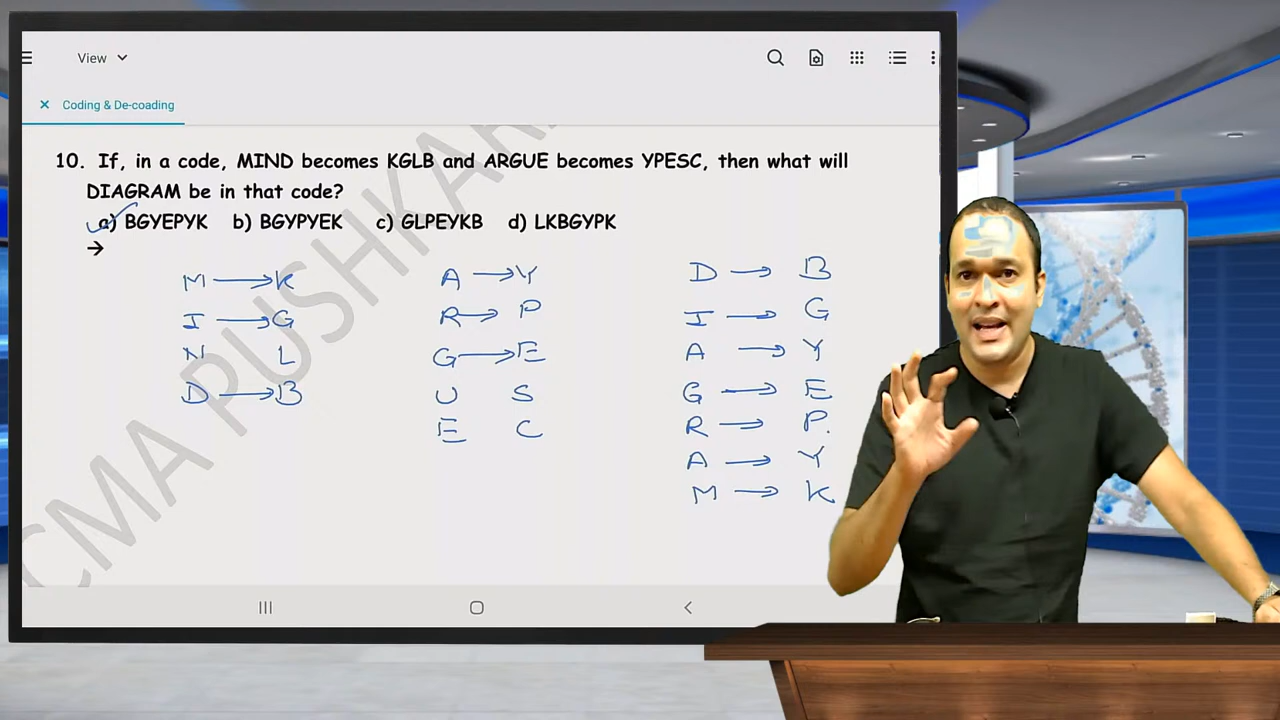 View
Coding & De-coading
10. If, in a code, MIND becomes KGLB and ARGUE becomes YPESC, then what will
DIAGRAM be in that code?
a) BGYEPYK b) BGYPYEK c) GLPEYKB d) LKBGYPK
→
M → K
I → G
N L
D → B
A → Y
R → P
G → E
U S
E C
D → B
I → G
A → Y
G → E
R → P.
A → Y
M → K
CMA PUSHKAR